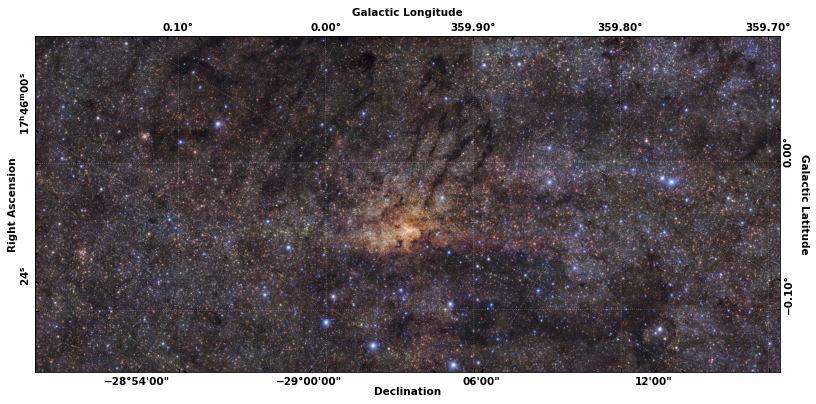 Galactic Longitude
0.10° 0.00° 359.90° 359.80° 359.70°
17ʰ46ᵐ00ˢ
24ˢ
Right Ascension
0.00°
−0.10°
Galactic Latitude
−28°54'00" −29°00'00" 06'00" 12'00"
Declination